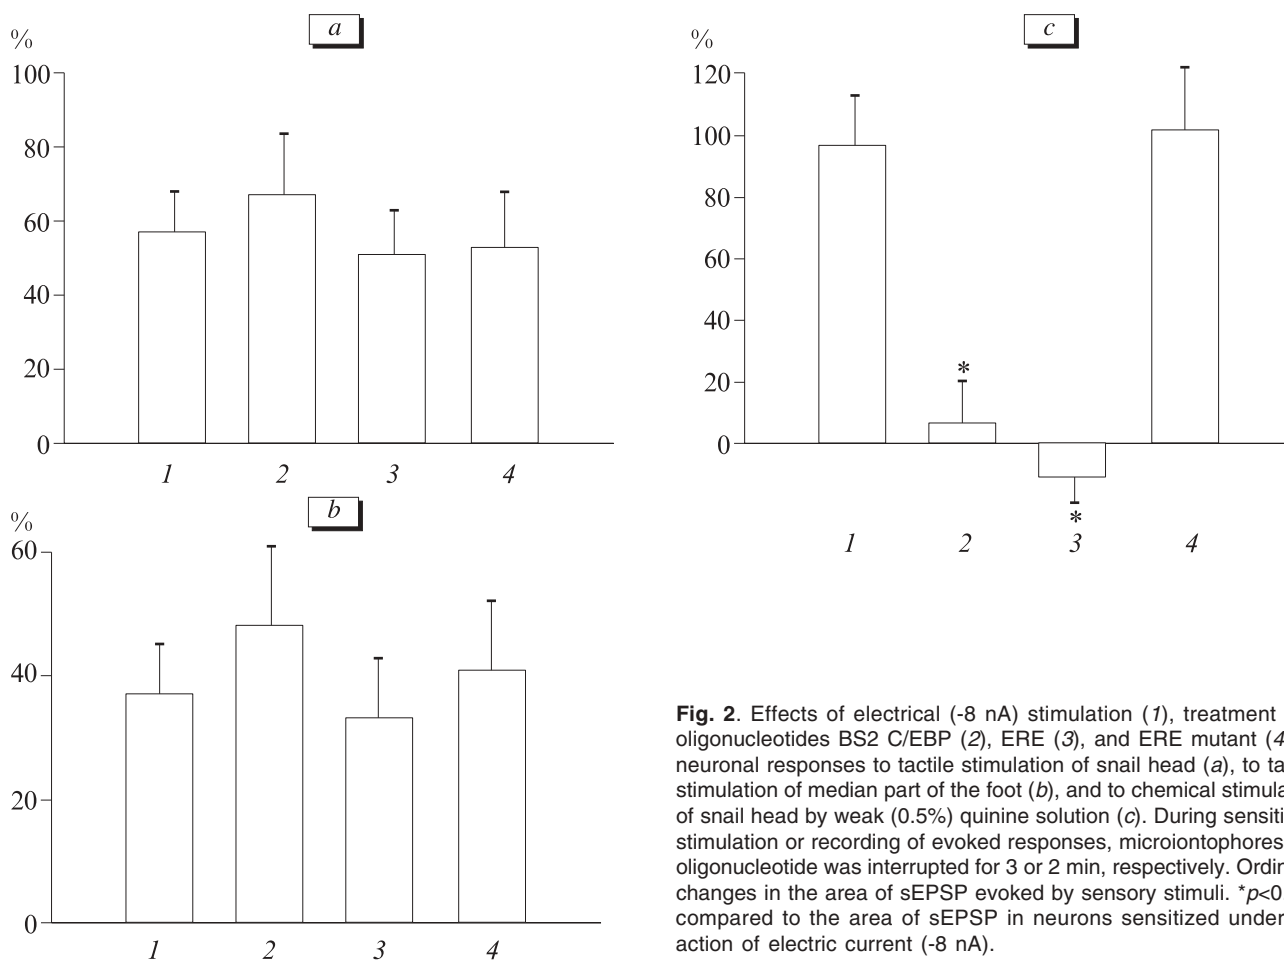 a
%
100
80
60
40
20
0
1 2 3 4
b
%
60
40
20
0
1 2 3 4
c
%
120
100
80
60
40
20
0
*
*
1 2 3 4
Fig. 2. Effects of electrical (-8 nA) stimulation (1), treatment
oligonucleotides BS2 C/EBP (2), ERE (3), and ERE mutant (4
neuronal responses to tactile stimulation of snail head (a), to
stimulation of median part of the foot (b), and to chemical
of snail head by weak (0.5%) quinine solution (c). During
stimulation or recording of evoked responses,
oligonucleotide was interrupted for 3 or 2 min, respectively.
changes in the area of sEPSP evoked by sensory stimuli. *p<0
compared to the area of sEPSP in neurons sensitized under
action of electric current (-8 nA).